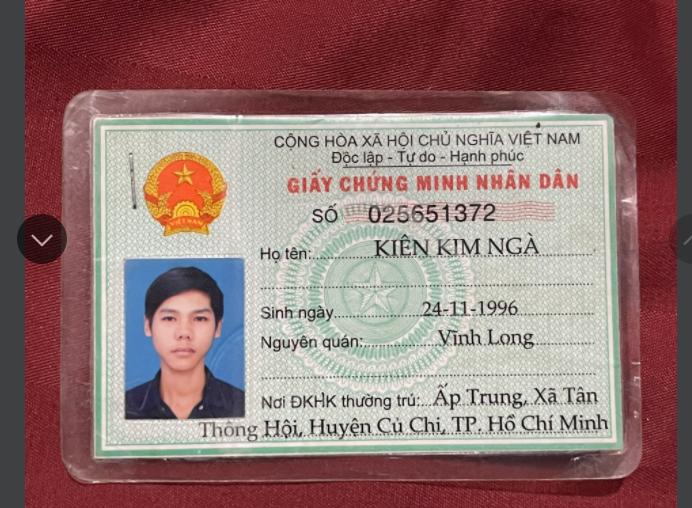 CỘNG HÒA XÃ HỘI CHỦ NGHĨA VIỆT NAM
Độc lập - Tự do - Hạnh phúc
GIẤY CHỨNG MINH NHÂN DÂN
SỐ 025651372
Họ tên: KIÊN KIM NGÀ
Sinh ngày 24-11-1996
Nguyên quán: Vĩnh Long
Nơi ĐKHK thường trú: Ấp Trung, Xã Tân
Thông Hội, Huyện Củ Chi, TP. Hồ Chí Minh
VIỆT NAM